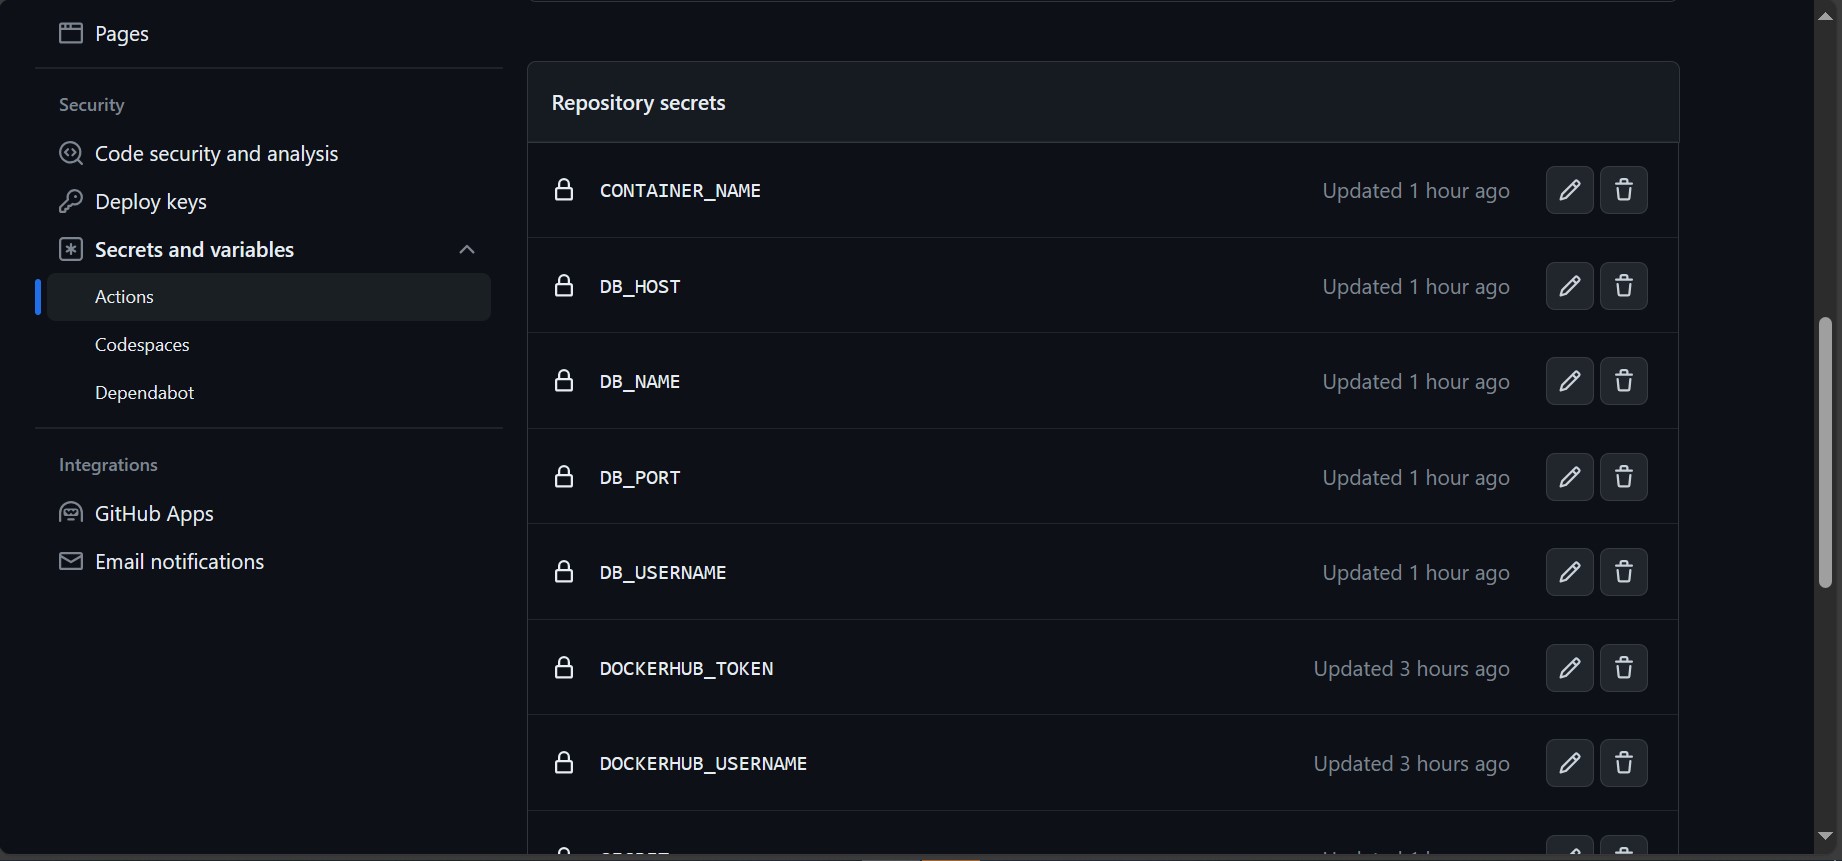 Pages
Security
Code security and analysis
Deploy keys
Secrets and variables
Actions
Codespaces
Dependabot
Integrations
GitHub Apps
Email notifications
Repository secrets
CONTAINER_NAME Updated 1 hour ago
DB_HOST Updated 1 hour ago
DB_NAME Updated 1 hour ago
DB_PORT Updated 1 hour ago
DB_USERNAME Updated 1 hour ago
DOCKERHUB_TOKEN Updated 3 hours ago
DOCKERHUB_USERNAME Updated 3 hours ago